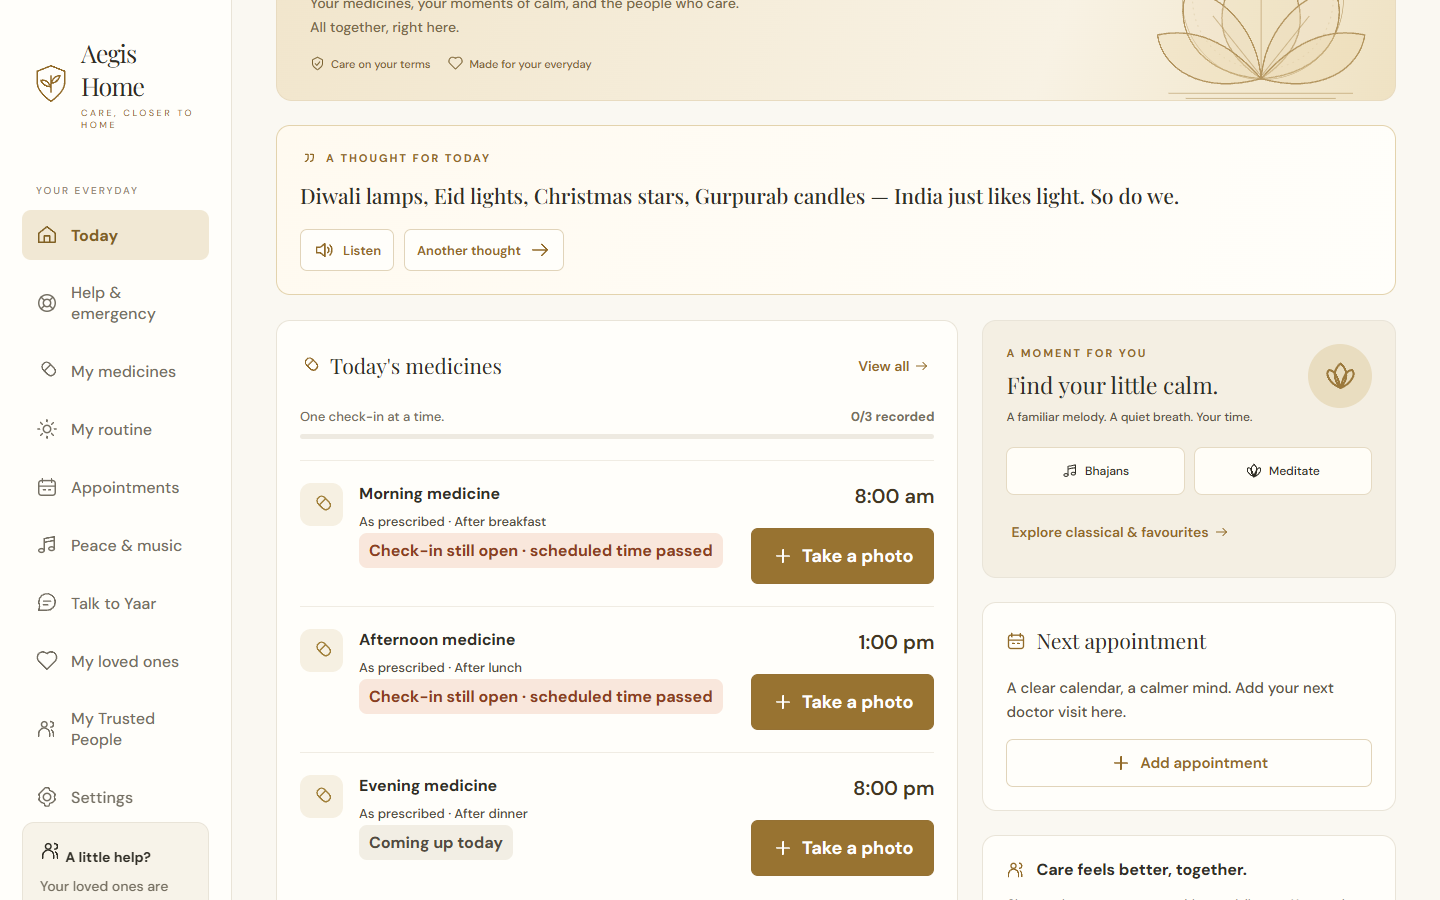 Aegis
Home
CARE, CLOSER TO
HOME
YOUR EVERYDAY
Today
Help &
emergency
My medicines
My routine
Appointments
Peace & music
Talk to Yaar
My loved ones
My Trusted
People
Settings
A little help?
Your loved ones are
Your medicines, your moments of calm, and the people who care.
All together, right here.
Care on your terms
Made for your everyday
A THOUGHT FOR TODAY
Diwali lamps, Eid lights, Christmas stars, Gurpurab candles — India just likes light. So do we.
Listen
Another thought →
Today's medicines
View all →
One check-in at a time.
0/3 recorded
Morning medicine
8:00 am
As prescribed · After breakfast
Check-in still open · scheduled time passed
+ Take a photo
Afternoon medicine
1:00 pm
As prescribed · After lunch
Check-in still open · scheduled time passed
+ Take a photo
Evening medicine
8:00 pm
As prescribed · After dinner
Coming up today
+ Take a photo
A MOMENT FOR YOU
Find your little calm.
A familiar melody. A quiet breath. Your time.
Bhajans
Meditate
Explore classical & favourites →
Next appointment
A clear calendar, a calmer mind. Add your next
doctor visit here.
+ Add appointment
Care feels better, together.